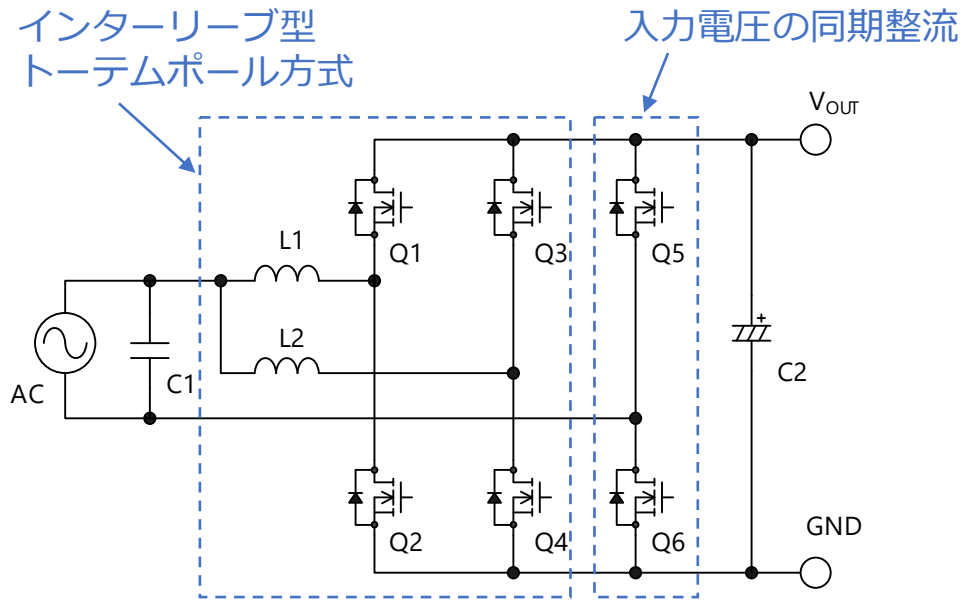 インターリーブ型
トーテムポール方式
入力電圧の同期整流
VOUT
L1
Q1
Q3
Q5
L2
+
AC
C1
C2
Q2
Q4
Q6
GND